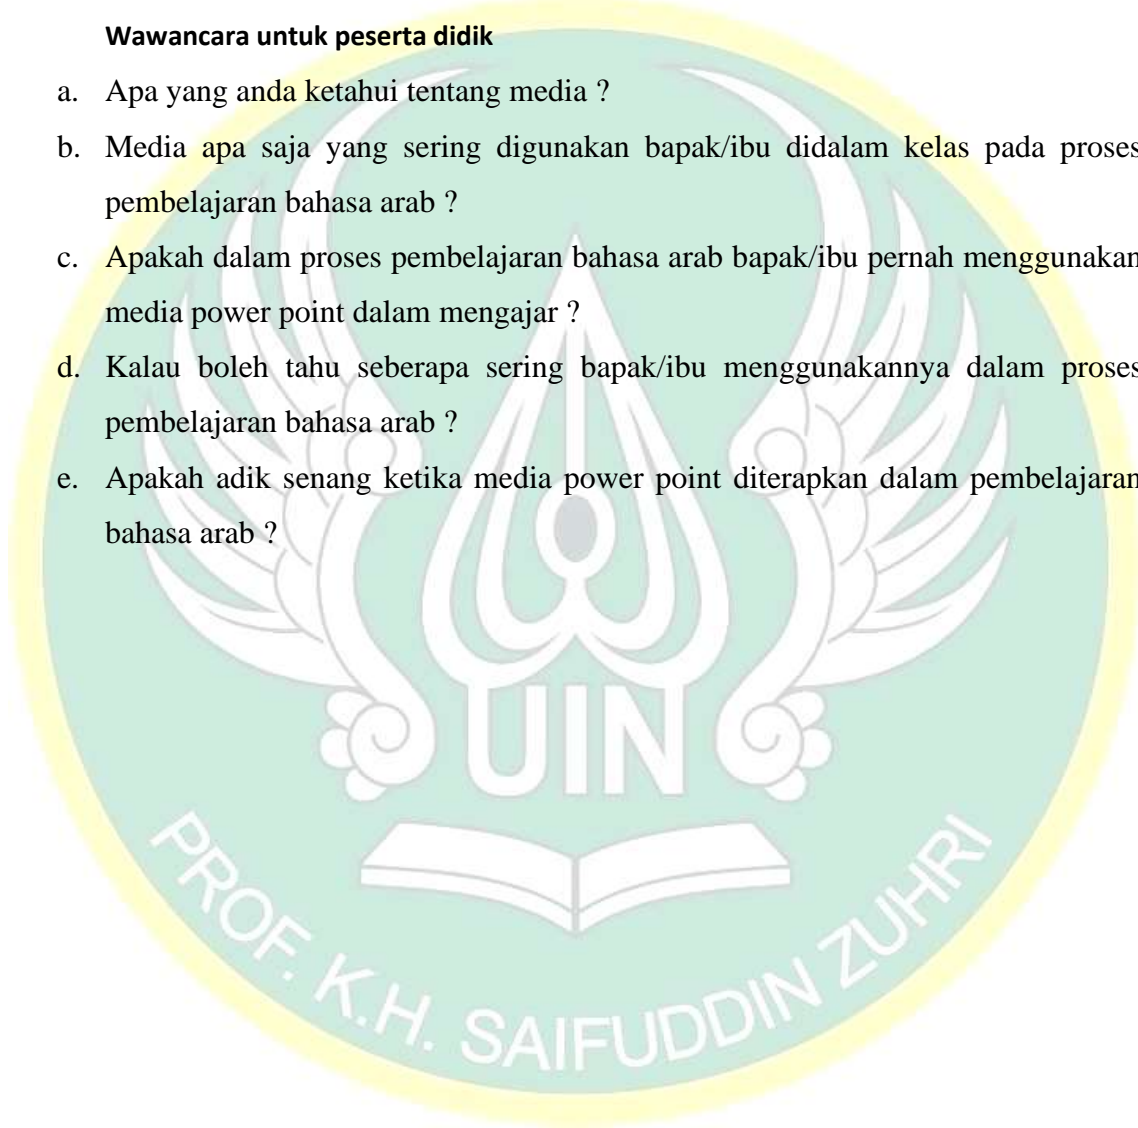 Wawancara untuk peserta didik
a. Apa yang anda ketahui tentang media ?
b. Media apa saja yang sering digunakan bapak/ibu didalam kelas pada proses
pembelajaran bahasa arab ?
c. Apakah dalam proses pembelajaran bahasa arab bapak/ibu pernah menggunakan
media power point dalam mengajar ?
d. Kalau boleh tahu seberapa sering bapak/ibu menggunakannya dalam proses
pembelajaran bahasa arab ?
e. Apakah adik senang ketika media power point diterapkan dalam pembelajaran
bahasa arab ?
UIN
PROF. K.H. SAIFUDDIN ZUHRI